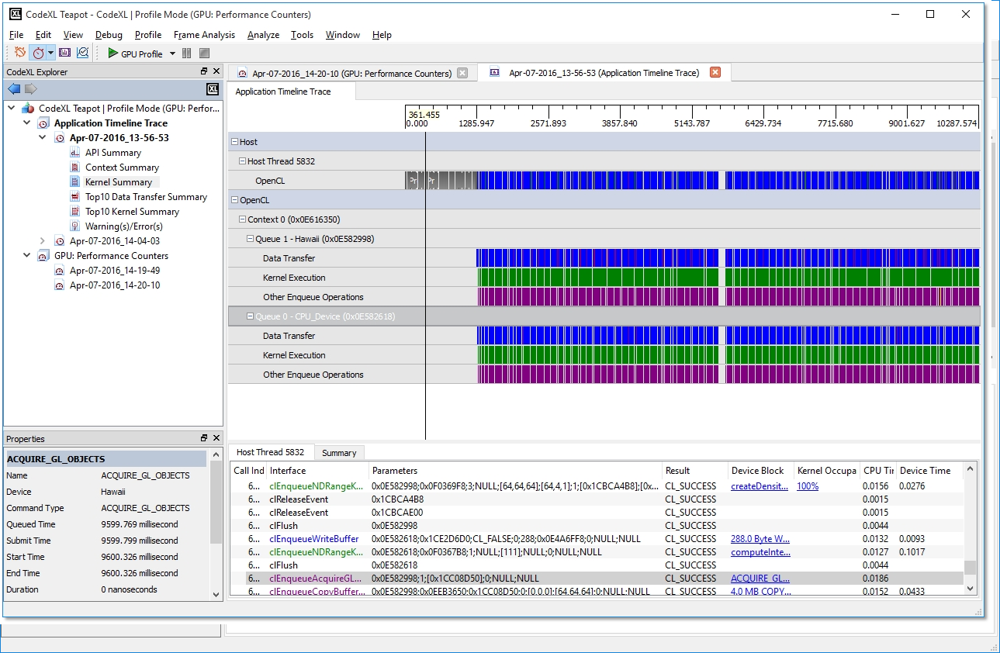 CodeXL Teapot - CodeXL | Profile Mode (GPU: Performance Counters)
File Edit View Debug Profile Frame Analysis Analyze Tools Window Help
GPU Profile
CodeXL Explorer
CodeXL Teapot | Profile Mode (GPU: Perfor...
Application Timeline Trace
Apr-07-2016_13-56-53
API Summary
Context Summary
Kernel Summary
Top10 Data Transfer Summary
Top10 Kernel Summary
Warning(s)/Error(s)
Apr-07-2016_14-04-03
GPU: Performance Counters
Apr-07-2016_14-19-49
Apr-07-2016_14-20-10
Properties
ACQUIRE_GL_OBJECTS
Name ACQUIRE_GL_OBJECTS
Device Hawaii
Command Type ACQUIRE_GL_OBJECTS
Queued Time 9599.769 millisecond
Submit Time 9599.799 millisecond
Start Time 9600.326 millisecond
End Time 9600.326 millisecond
Duration 0 nanoseconds
Apr-07-2016_14-20-10 (GPU: Performance Counters) Apr-07-2016_13-56-53 (Application Timeline Trace)
Application Timeline Trace
361.455
0.000 1285.947 2571.893 3857.840 5143.787 6429.734 7715.680 9001.627 10287.574
Host
Host Thread 5832
OpenCL Pr Pr
OpenCL
Context 0 (0x0E616350)
Queue 1 - Hawaii (0x0E582998)
Data Transfer
Kernel Execution
Other Enqueue Operations
Queue 0 - CPU_Device (0x0E582618)
Data Transfer
Kernel Execution
Other Enqueue Operations
Host Thread 5832 Summary
Call Ind Interface Parameters Result Device Block Kernel Occupa CPU Tir Device Time
6... clEnqueueNDRangeK... 0x0E582998;0x0F0369F8;3;NULL;[64,64,64];[64,4,1];1;[0x1CBCA4B8];[0x... CL_SUCCESS createDensit... 100% 0.0156 0.0276
6... clReleaseEvent 0x1CBCA4B8 CL_SUCCESS 0.0015
6... clReleaseEvent 0x1CBCAE00 CL_SUCCESS 0.0015
6... clFlush 0x0E582998 CL_SUCCESS 0.0044
6... clEnqueueWriteBuffer 0x0E582618;0x1CE2D6D0;CL_FALSE;0;288;0x0E4A6FF8;0;NULL;NULL CL_SUCCESS 288.0 Byte W... 0.0132 0.0093
6... clEnqueueNDRangeK... 0x0E582618;0x0F0367B8;1;NULL;[111];NULL;0;NULL;NULL CL_SUCCESS computeInte... 0.0127 0.1017
6... clFlush 0x0E582618 CL_SUCCESS 0.0044
6... clEnqueueAcquireGL... 0x0E582998;1;[0x1CC08D50];0;NULL;NULL CL_SUCCESS ACQUIRE_GL... 0.0186
6... clEnqueueCopyBuffer... 0x0E582998;0x0EEB3650;0x1CC08D50;0;[0,0,0];[64,64,64];0;NULL;NULL CL_SUCCESS 4.0 MB COPY... 0.0152 0.0433